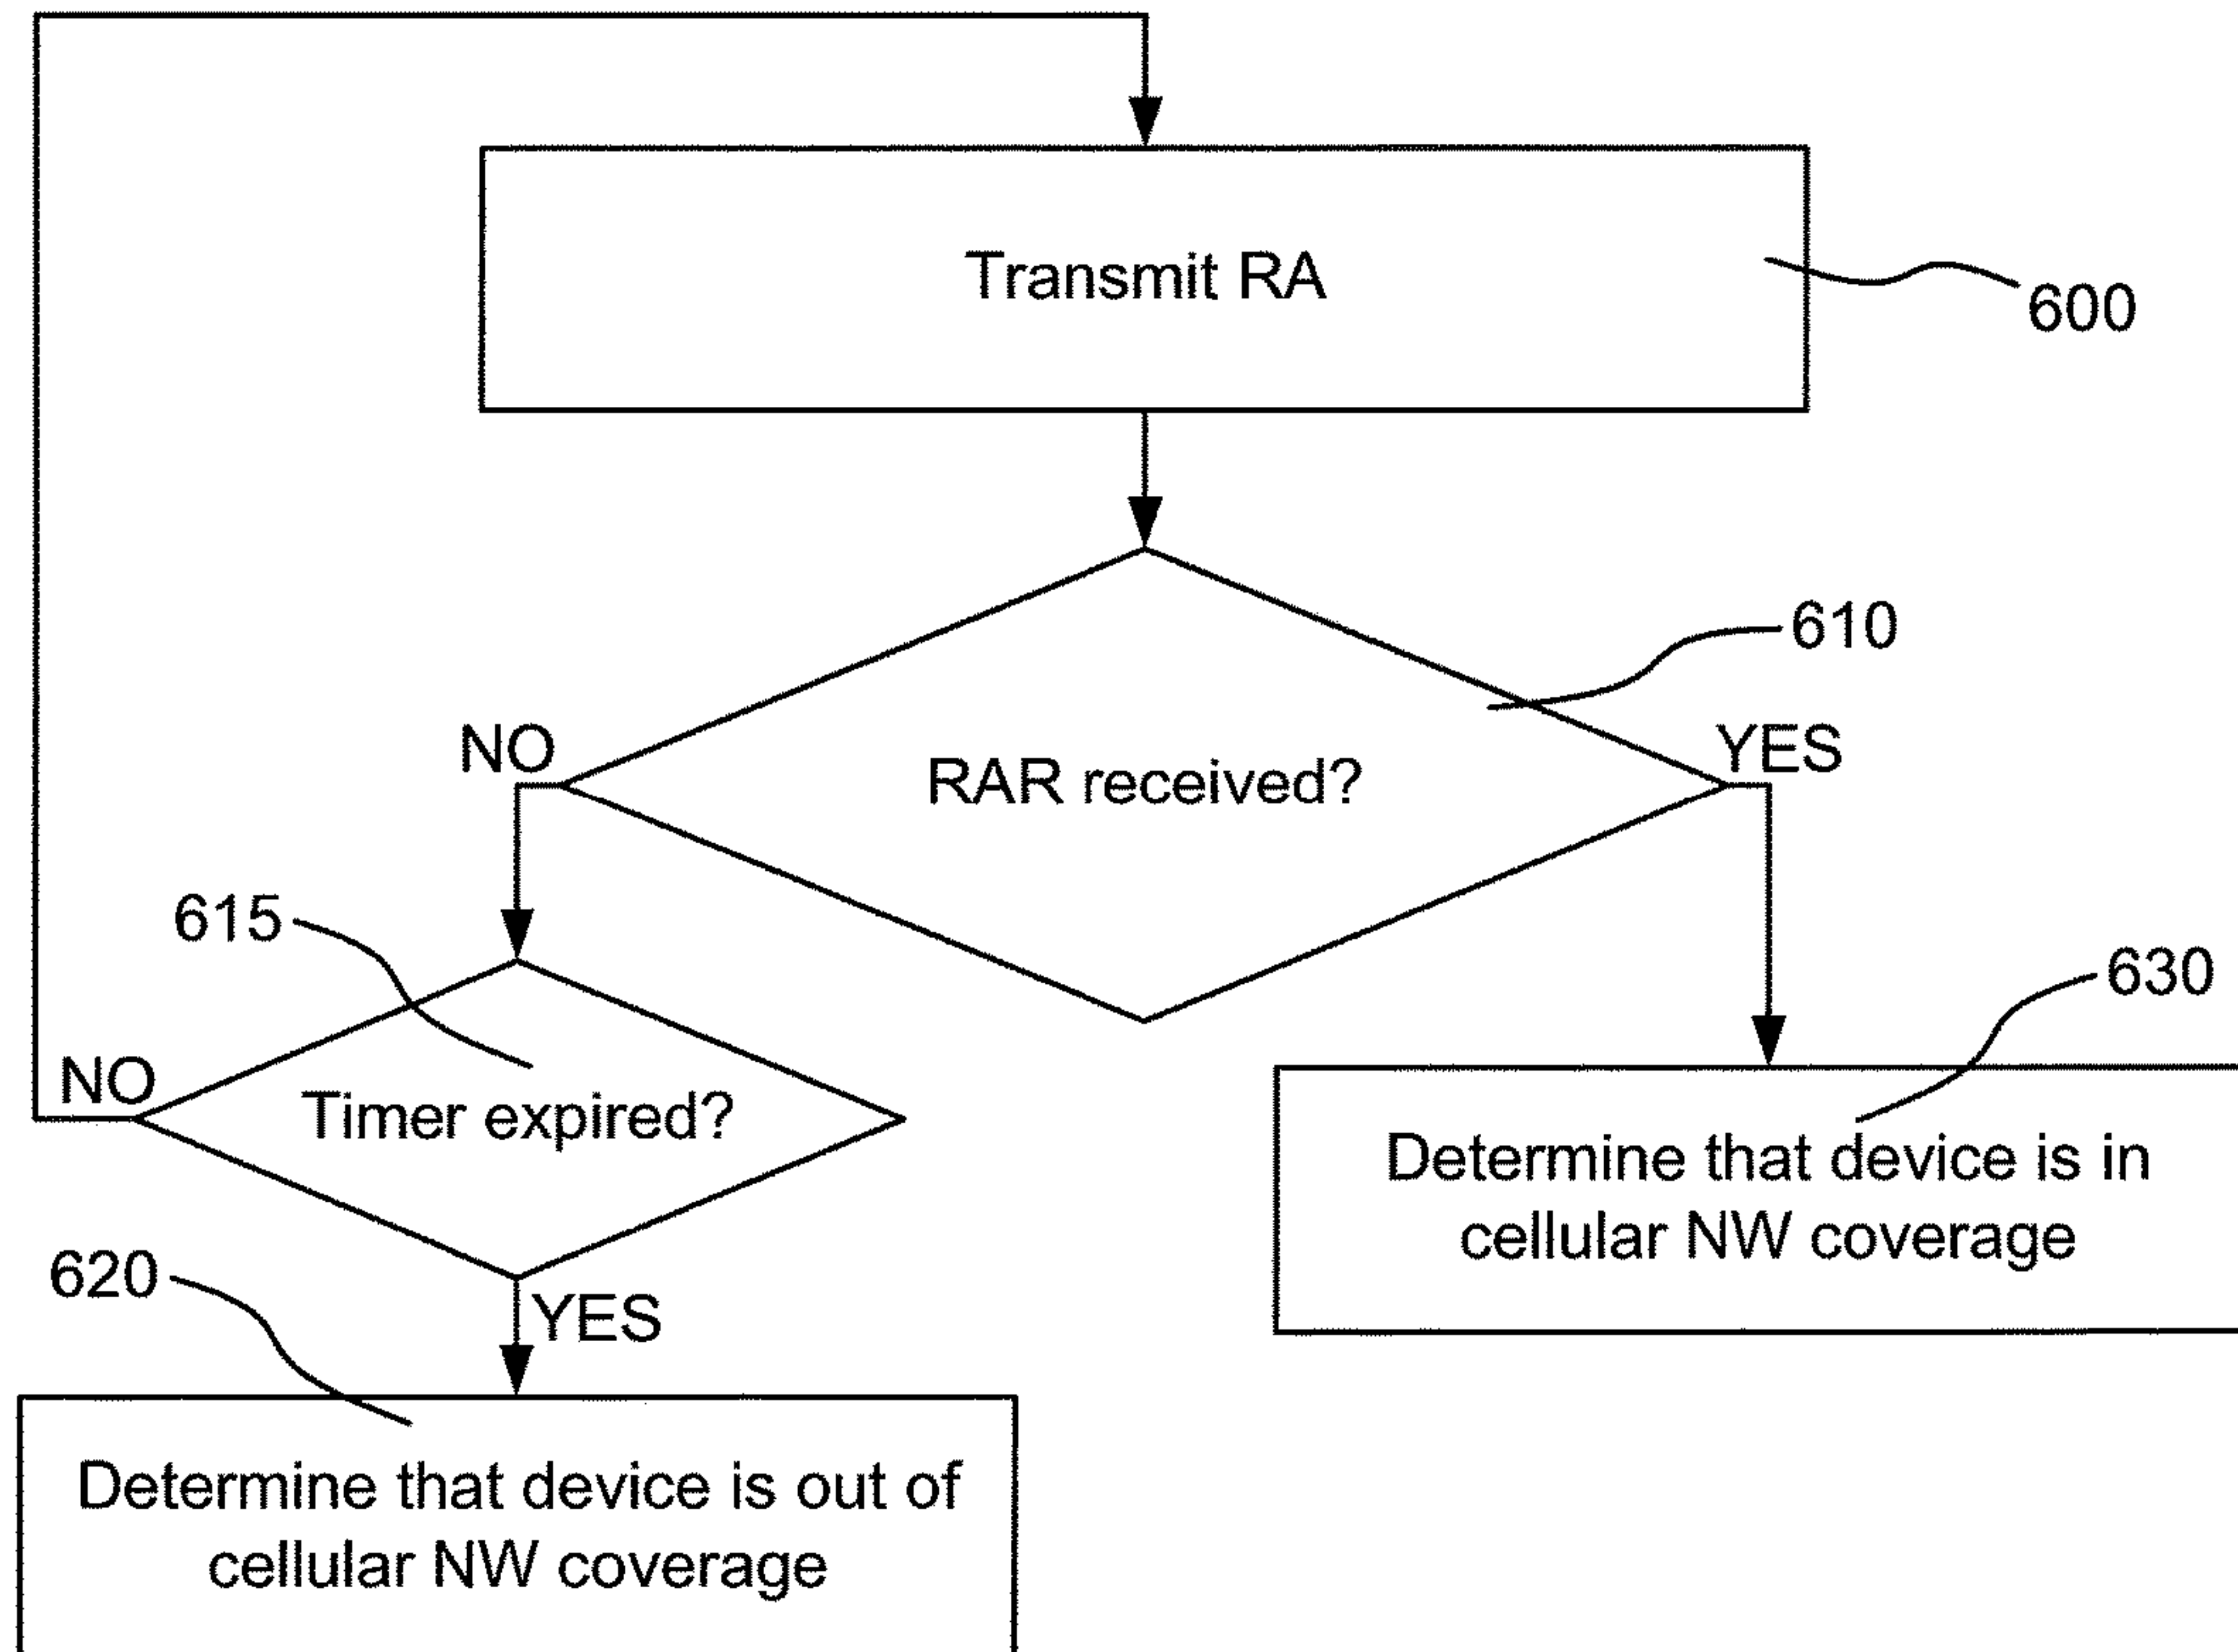 Transmit RA
600
610
NO
YES
RAR received?
615
630
NO
Timer expired?
Determine that device is in
cellular NW coverage
620
YES
Determine that device is out of
cellular NW coverage